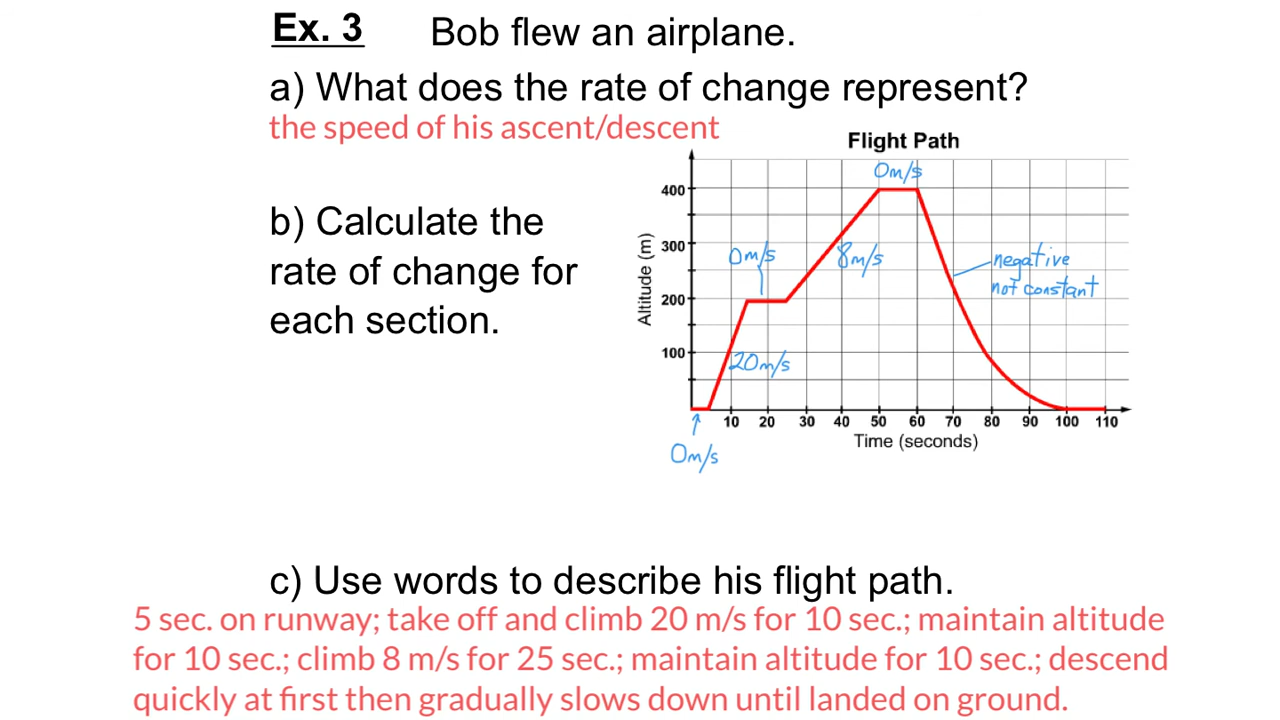 Ex. 3 Bob flew an airplane.
a) What does the rate of change represent?
the speed of his ascent/descent
Flight Path
0m/s
400
b) Calculate the
rate of change for
each section.
300
200
100
Altitude (m)
0m/s
8m/s
negative
not constant
20m/s
10 20 30 40 50 60 70 80 90 100 110
Time (seconds)
0m/s
c) Use words to describe his flight path.
5 sec. on runway; take off and climb 20 m/s for 10 sec.; maintain altitude
for 10 sec.; climb 8 m/s for 25 sec.; maintain altitude for 10 sec.; descend
quickly at first then gradually slows down until landed on ground.